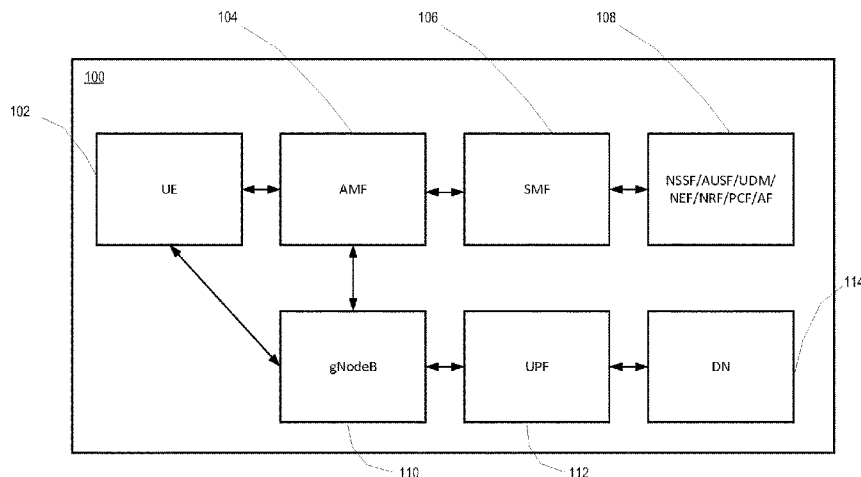 104
106
108
100
102
UE
AMF
SMF
NSSF/AUSF/UDM/
NEF/NRF/PCF/AF
114
gNodeB
UPF
DN
110
112